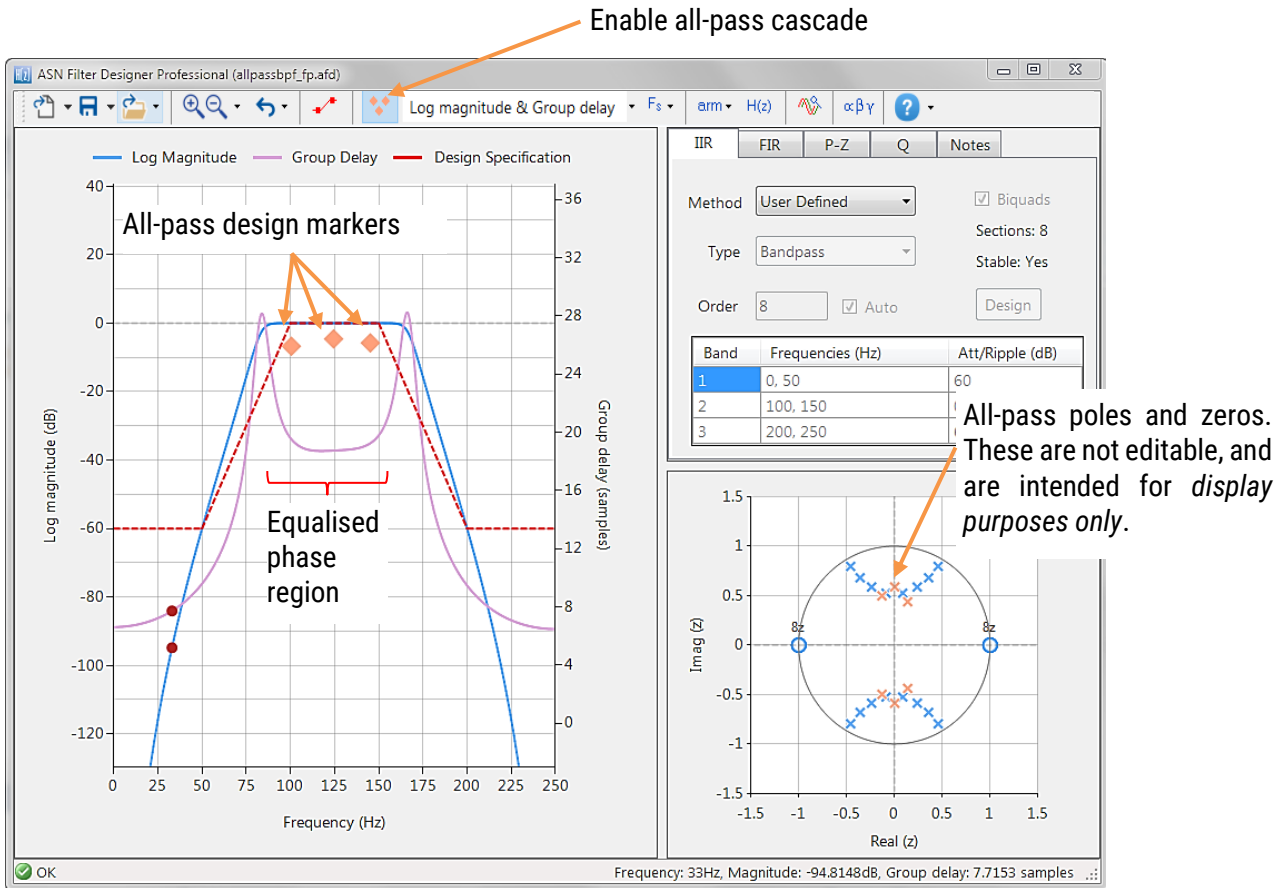 Enable all-pass cascade
ASN Filter Designer Professional (allpassbpf_fp.afd)
Log magnitude & Group delay
Fs
arm
H(z)
αβγ
?
Log Magnitude
Group Delay
Design Specification
All-pass design markers
40
20
0
-20
-40
-60
-80
-100
-120
Log magnitude (dB)
36
32
28
24
20
16
12
8
4
0
Group delay (samples)
Equalised
phase
region
0 25 50 75 100 125 150 175 200 225 250
Frequency (Hz)
IIR FIR P-Z Q Notes
Method User Defined
Biquads
Sections: 8
Type Bandpass
Stable: Yes
Order 8 Auto Design
Band Frequencies (Hz) Att/Ripple (dB)
1 0, 50 60
2 100, 150
3 200, 250
All-pass poles and zeros.
These are not editable, and
are intended for display
purposes only.
1.5
1
0.5
0
-0.5
-1
-1.5
Imag (z)
8z
8z
-1.5 -1 -0.5 0 0.5 1 1.5
Real (z)
OK
Frequency: 33Hz, Magnitude: -94.8148dB, Group delay: 7.7153 samples